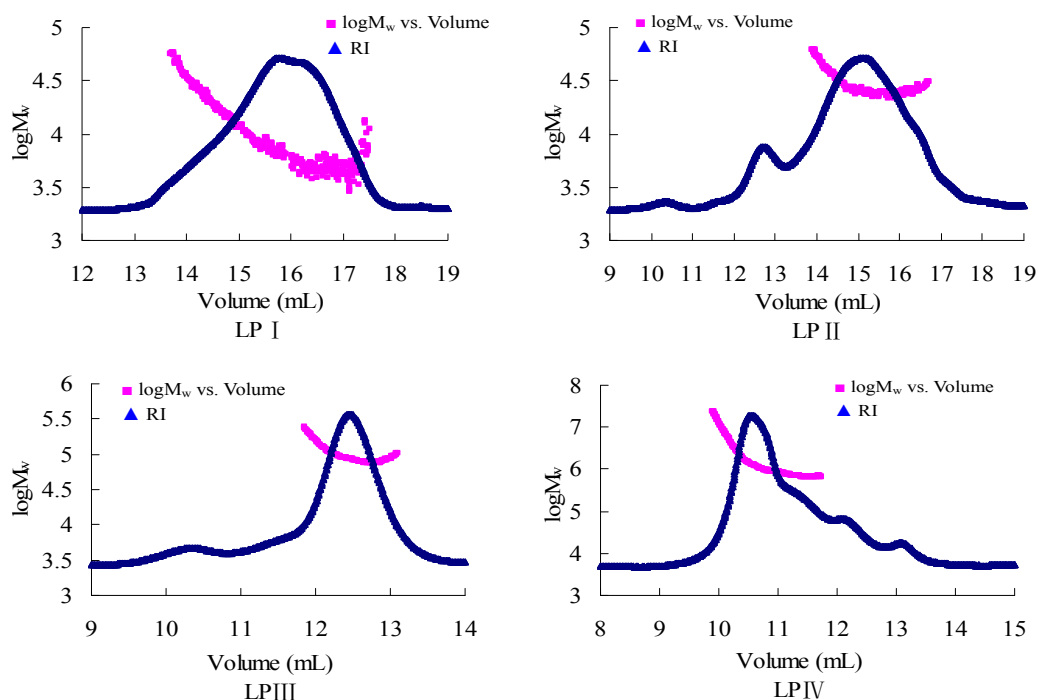 logMw vs. Volume
RI
5
4.5
4
3.5
3
logMw
12 13 14 15 16 17 18 19
Volume (mL)
LP Ⅰ
logMw vs. Volume
RI
5
4.5
4
3.5
3
logMw
9 10 11 12 13 14 15 16 17 18 19
Volume (mL)
LP Ⅱ
logMw vs. Volume
RI
6
5.5
5
4.5
4
3.5
3
logMw
9 10 11 12 13 14
Volume (mL)
LPⅢ
logMw vs. Volume
RI
8
7
6
5
4
3
logMw
8 9 10 11 12 13 14 15
Volume (mL)
LPⅣ